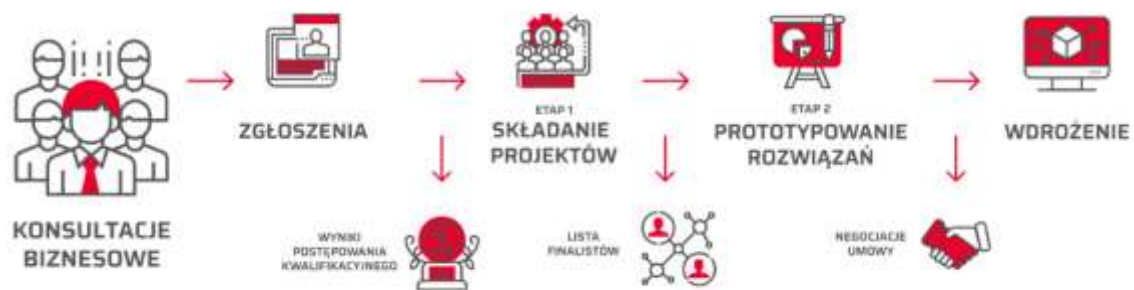 KONSULTACJE
BIZNESOWE
ZGŁOSZENIA
WYNIKI
POSTĘPOWANIA
KWALIFIKACYJNEGO
ETAP 1
SKŁADANIE
PROJEKTÓW
LISTA
FINALISTÓW
ETAP 2
PROTOTYPOWANIE
ROZWIĄZAŃ
NEGOCJACJE
UMOWY
WDROŻENIE